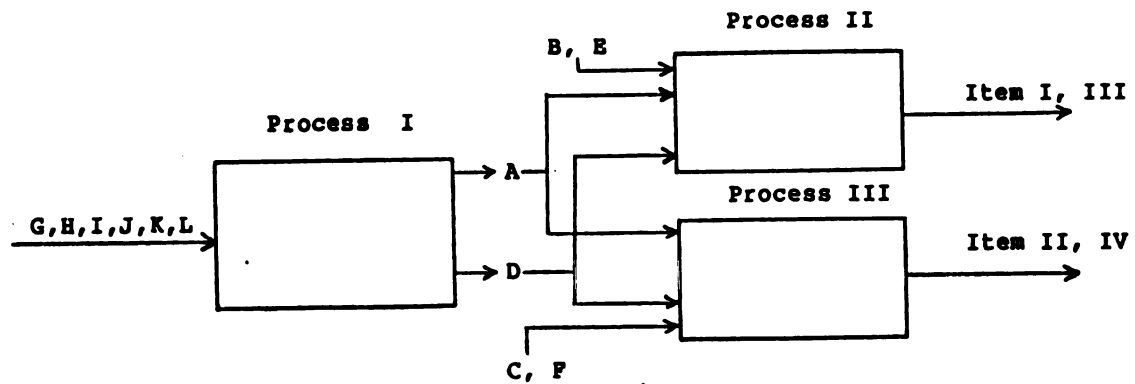 Process II
B, E
Item I, III
Process I
A
Process III
G,H,I,J,K,L
Item II, IV
D
C, F